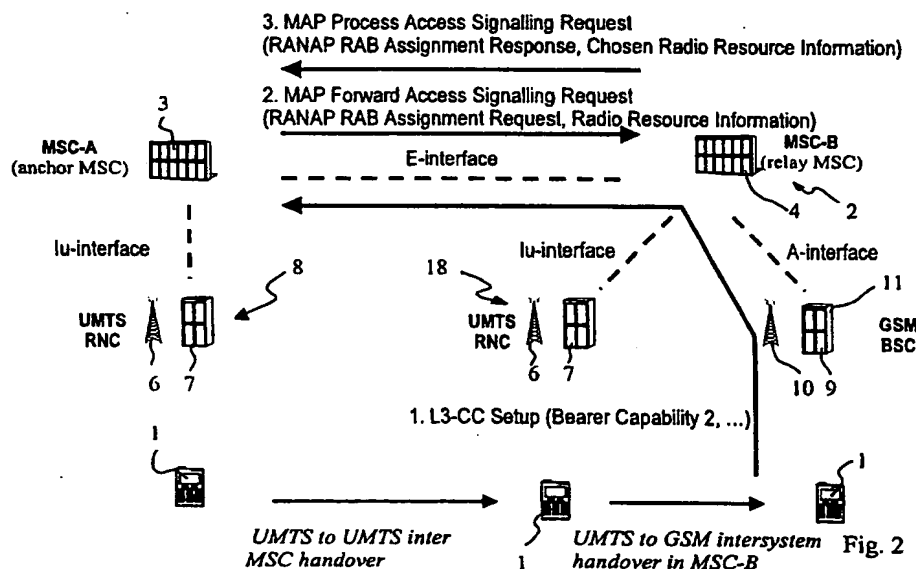 3. MAP Process Access Signalling Request
(RANAP RAB Assignment Response, Chosen Radio Resource Information)
3
2. MAP Forward Access Signalling Request
(RANAP RAB Assignment Request, Radio Resource Information)
MSC-A
(anchor MSC)
E-interface
MSC-B
(relay MSC)
4
2
Iu-interface
8
18
Iu-interface
A-interface
11
UMTS
RNC
6
7
UMTS
RNC
6
7
10
9
GSM
BSC
1. L3-CC Setup (Bearer Capability 2, ...)
1
1
1
UMTS to UMTS inter
MSC handover
UMTS to GSM intersystem
handover in MSC-B
Fig. 2